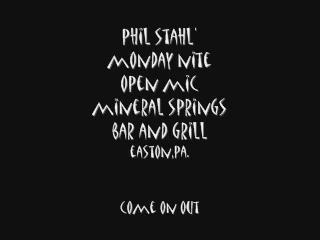 PHIL STAHL'
MONDAY NITE
OPEN MIC
MINERAL SPRINGS
BAR AND GRILL
EASTON,PA.
COME ON OUT